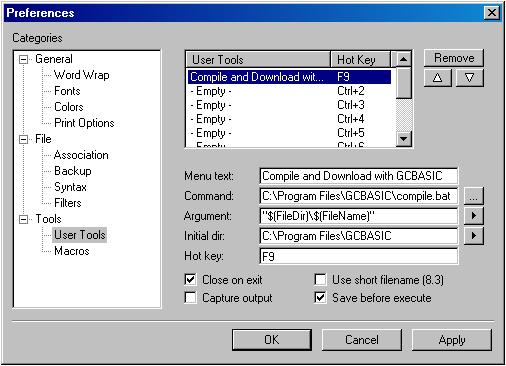 Preferences
Categories
General
Word Wrap
Fonts
Colors
Print Options
File
Association
Backup
Syntax
Filters
Tools
User Tools
Macros
User Tools Hot Key
Compile and Download wit... F9
- Empty - Ctrl+2
- Empty - Ctrl+3
- Empty - Ctrl+4
- Empty - Ctrl+5
- Empty - Ctrl+6
Remove
Menu text: Compile and Download with GCBASIC
Command: C:\Program Files\GCBASIC\compile.bat ...
Argument: "$(FileDir)\$(FileName)"
Initial dir: C:\Program Files\GCBASIC
Hot key: F9
Close on exit Use short filename (8.3)
Capture output Save before execute
OK Cancel Apply